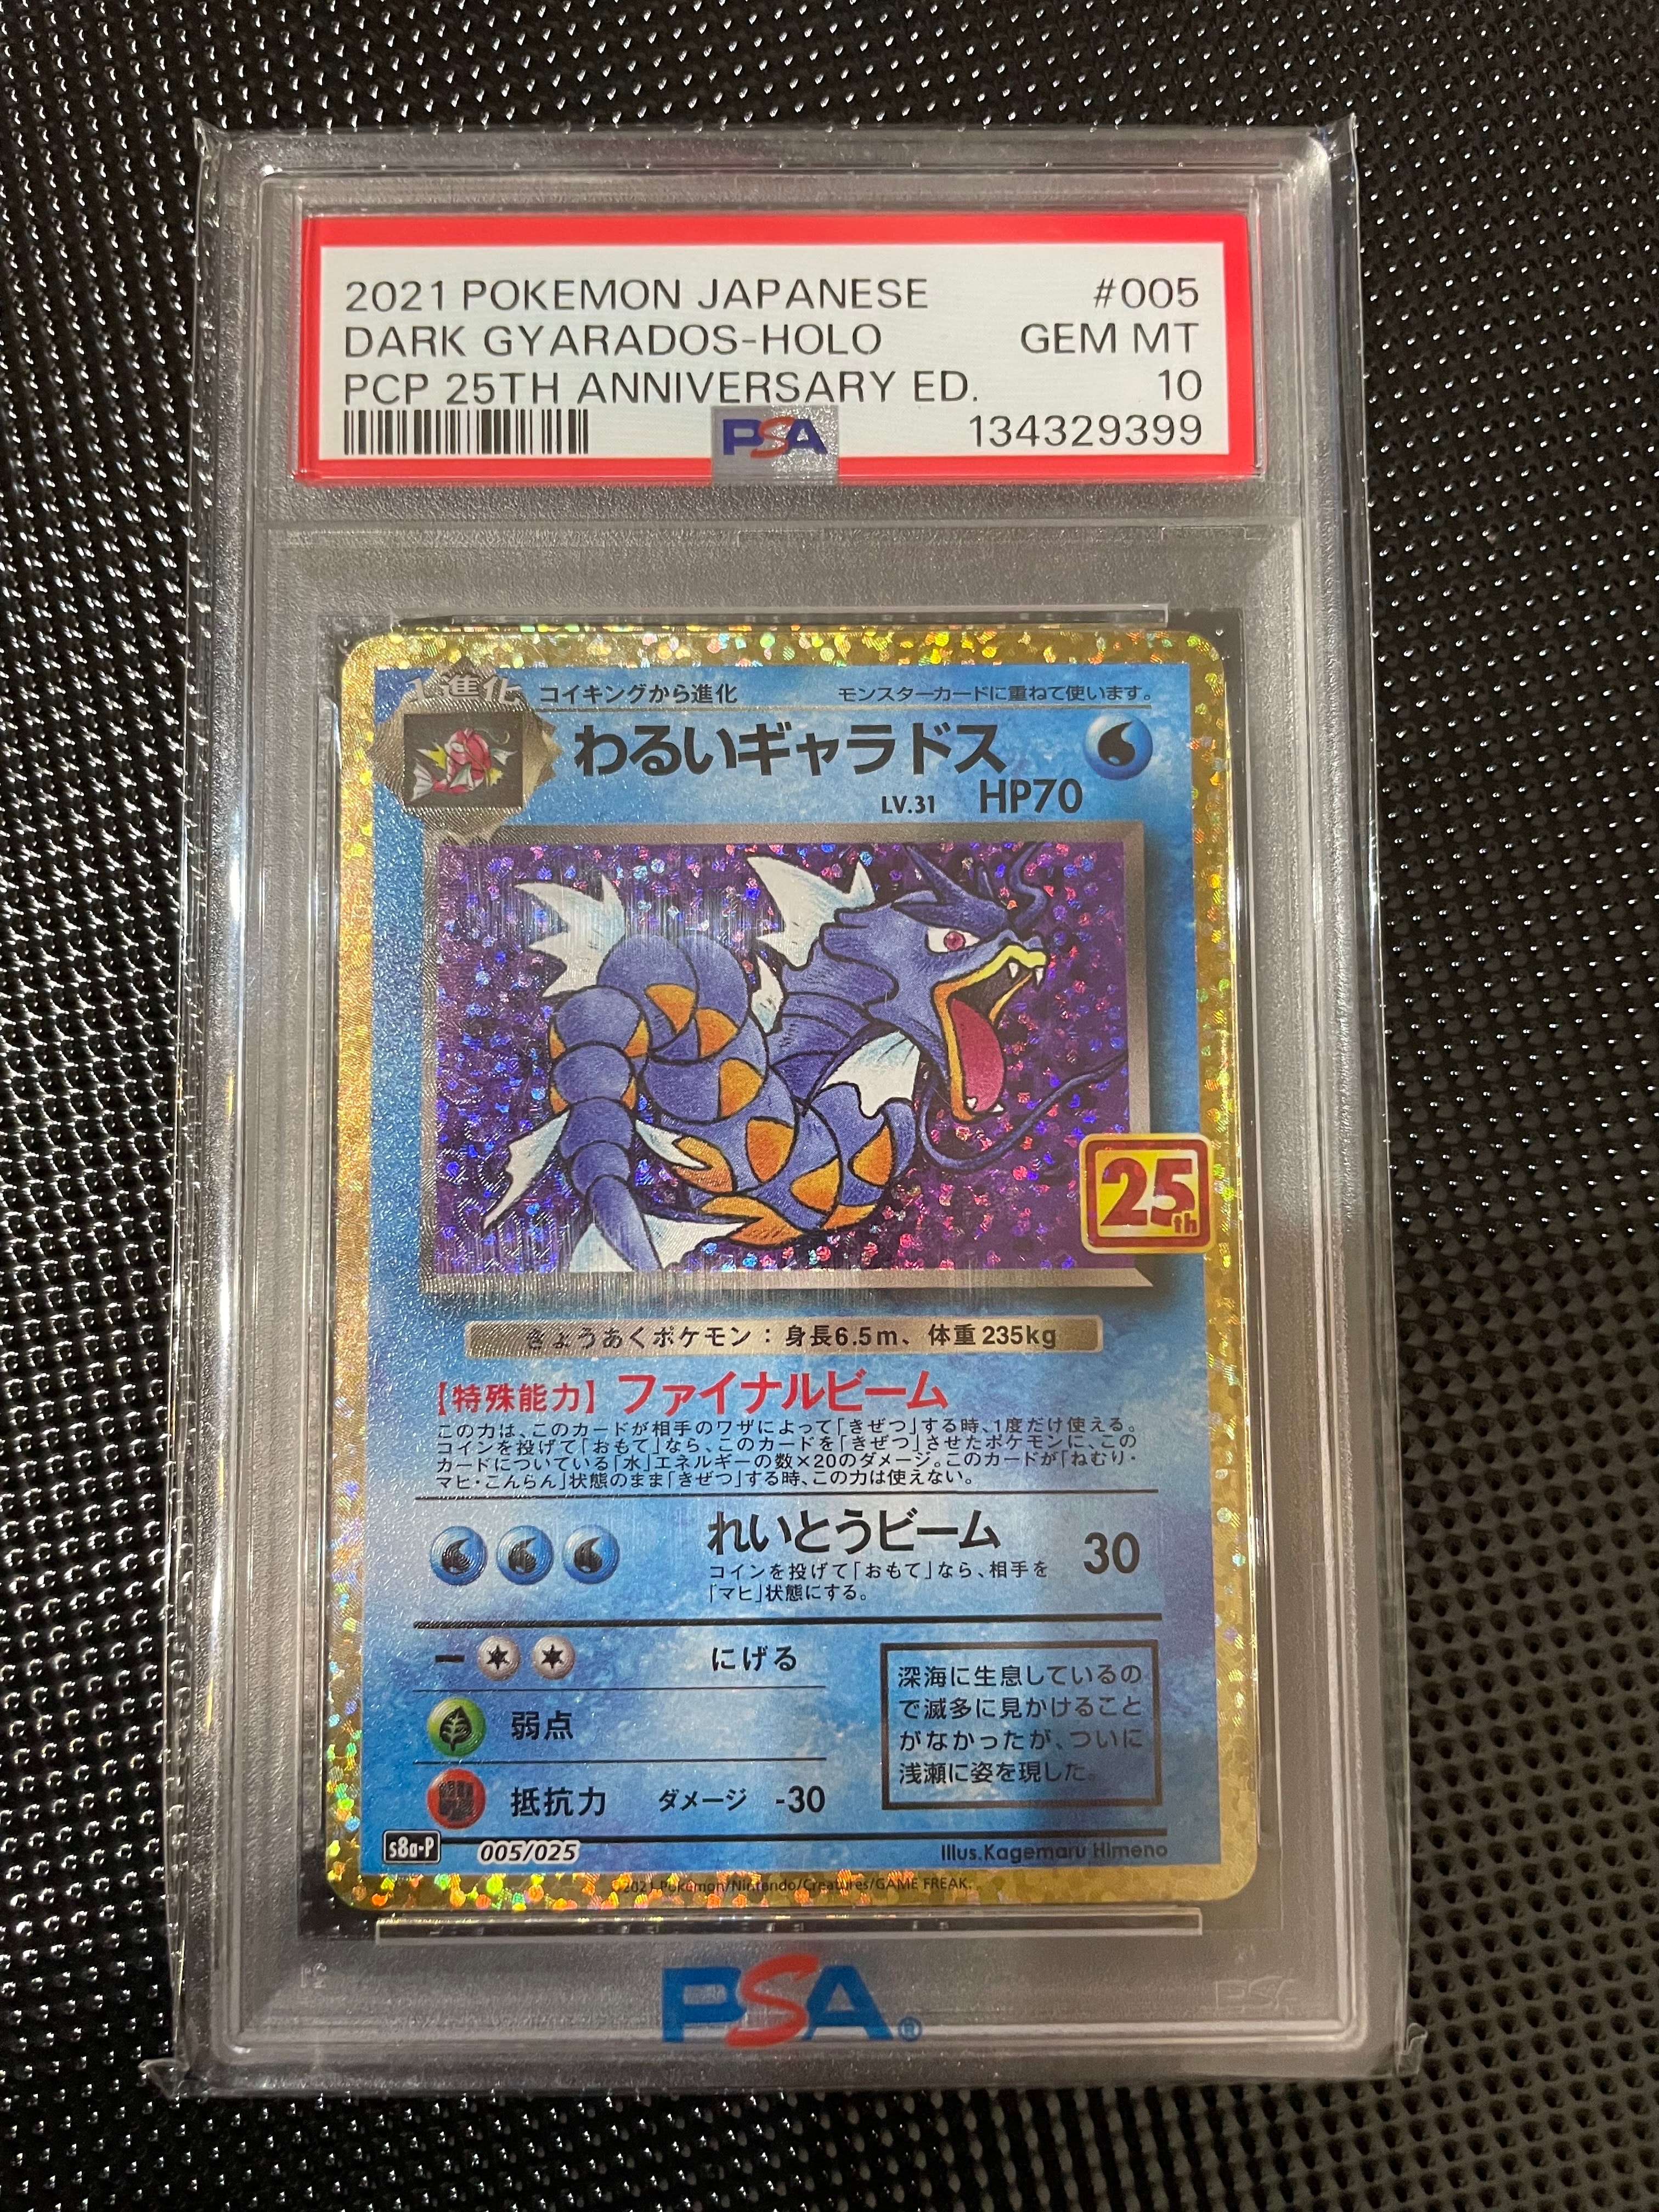 2021 POKEMON JAPANESE #005
DARK GYARADOS-HOLO GEM MT
PCP 25TH ANNIVERSARY ED. 10
PSA 134329399
1進化 コイキングから進化 モンスターカードに重ねて使います。
わるいギャラドス
LV.31 HP70
25th
きょうあくポケモン：身長6.5m、体重235kg
【特殊能力】ファイナルビーム
この力は、このカードが相手のワザによって「きぜつ」する時、1度だけ使える。
コインを投げて「おもて」なら、このカードを「きぜつ」させたポケモンに、この
カードについている「水」エネルギーの数×20のダメージ。このカードが「ねむり・
マヒ・こんらん」状態のまま「きぜつ」する時、この力は使えない。
れいとうビーム 30
コインを投げて「おもて」なら、相手を
「マヒ」状態にする。
にげる
弱点
抵抗力 ダメージ -30
深海に生息しているの
で滅多に見かけること
がなかったが、ついに
浅瀬に姿を現した。
s8a-P 005/025 Illus.Kagemaru Himeno
©2021 Pokémon/Nintendo/Creatures/GAME FREAK.
PSA®